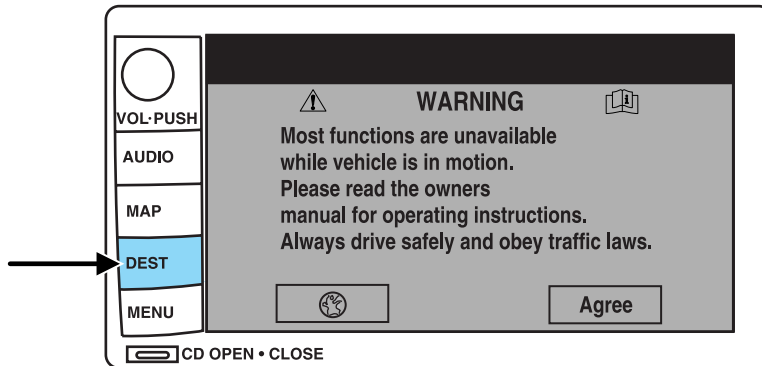 VOL·PUSH
AUDIO
MAP
DEST
MENU
WARNING
Most functions are unavailable
while vehicle is in motion.
Please read the owners
manual for operating instructions.
Always drive safely and obey traffic laws.
Agree
CD OPEN • CLOSE